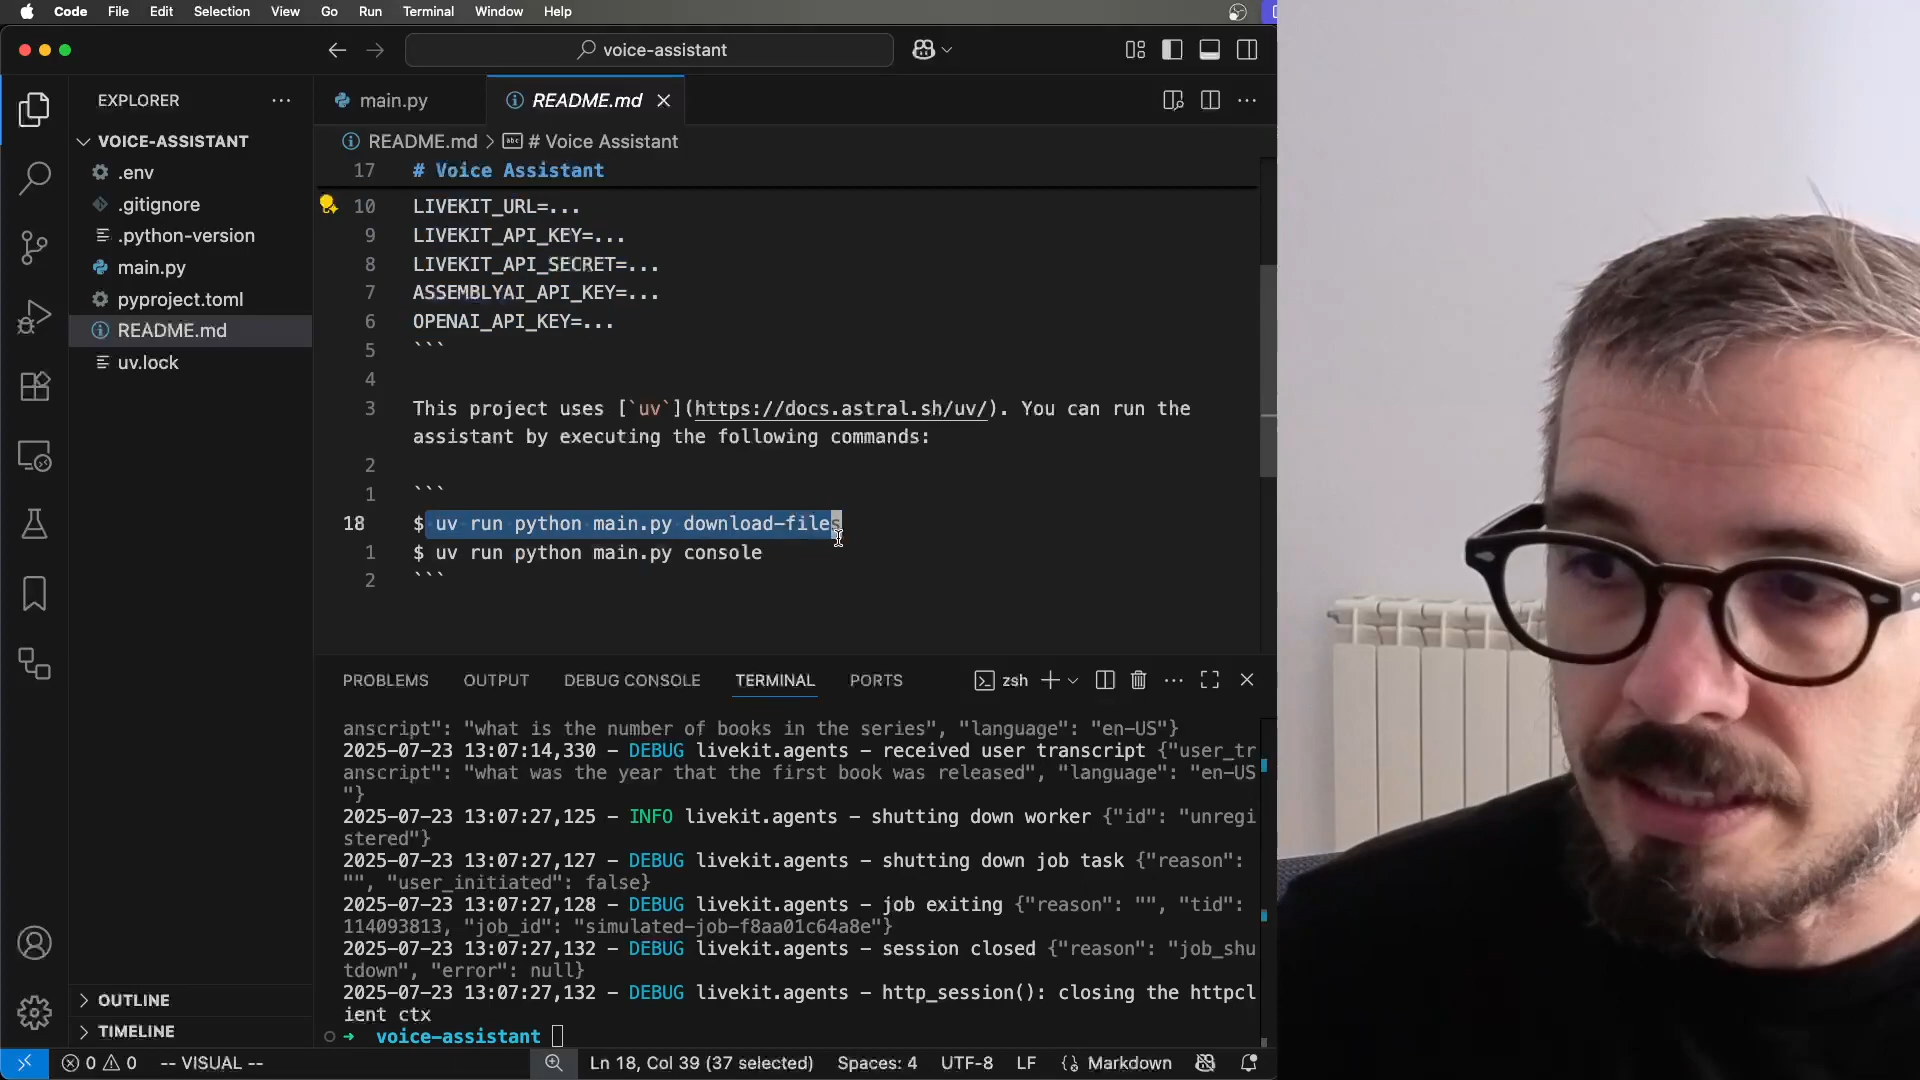 Code File Edit Selection View Go Run Terminal Window Help
voice-assistant
EXPLORER
main.py
README.md
VOICE-ASSISTANT
.env
.gitignore
.python-version
main.py
pyproject.toml
README.md
uv.lock
README.md > # Voice Assistant
17 # Voice Assistant
10 LIVEKIT_URL=...
9 LIVEKIT_API_KEY=...
8 LIVEKIT_API_SECRET=...
7 ASSEMBLYAI_API_KEY=...
6 OPENAI_API_KEY=...
5 ```
4
3 This project uses [`uv`](https://docs.astral.sh/uv/). You can run the
assistant by executing the following commands:
2
1 ```
18 $ uv run python main.py download-files
1 $ uv run python main.py console
2 ```
PROBLEMS OUTPUT DEBUG CONSOLE TERMINAL PORTS zsh
anscript": "what is the number of books in the series", "language": "en-US"}
2025-07-23 13:07:14,330 - DEBUG livekit.agents - received user transcript {"user_tr
anscript": "what was the year that the first book was released", "language": "en-US
"}
2025-07-23 13:07:27,125 - INFO livekit.agents - shutting down worker {"id": "unregi
stered"}
2025-07-23 13:07:27,127 - DEBUG livekit.agents - shutting down job task {"reason":
"", "user_initiated": false}
2025-07-23 13:07:27,128 - DEBUG livekit.agents - job exiting {"reason": "", "tid":
114093813, "job_id": "simulated-job-f8aa01c64a8e"}
2025-07-23 13:07:27,132 - DEBUG livekit.agents - session closed {"reason": "job_shu
tdown", "error": null}
2025-07-23 13:07:27,132 - DEBUG livekit.agents - http_session(): closing the httpcl
ient ctx
➜ voice-assistant
OUTLINE
TIMELINE
0 0 -- VISUAL -- Ln 18, Col 39 (37 selected) Spaces: 4 UTF-8 LF {} Markdown